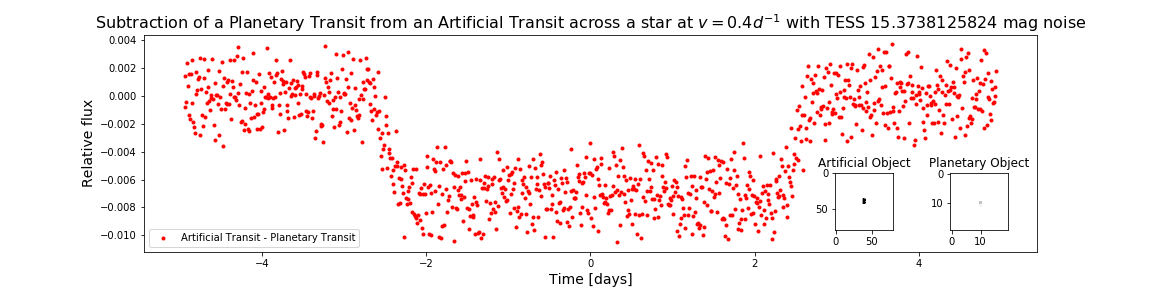 Subtraction of a Planetary Transit from an Artificial Transit across a star at v = 0.4d⁻¹ with TESS 15.3738125824 mag noise
Relative flux
0.004
0.002
0.000
−0.002
−0.004
−0.006
−0.008
−0.010
Artificial Transit - Planetary Transit
Artificial Object
0
50
0 50
Planetary Object
0
10
0 10
−4 −2 0 2 4
Time [days]